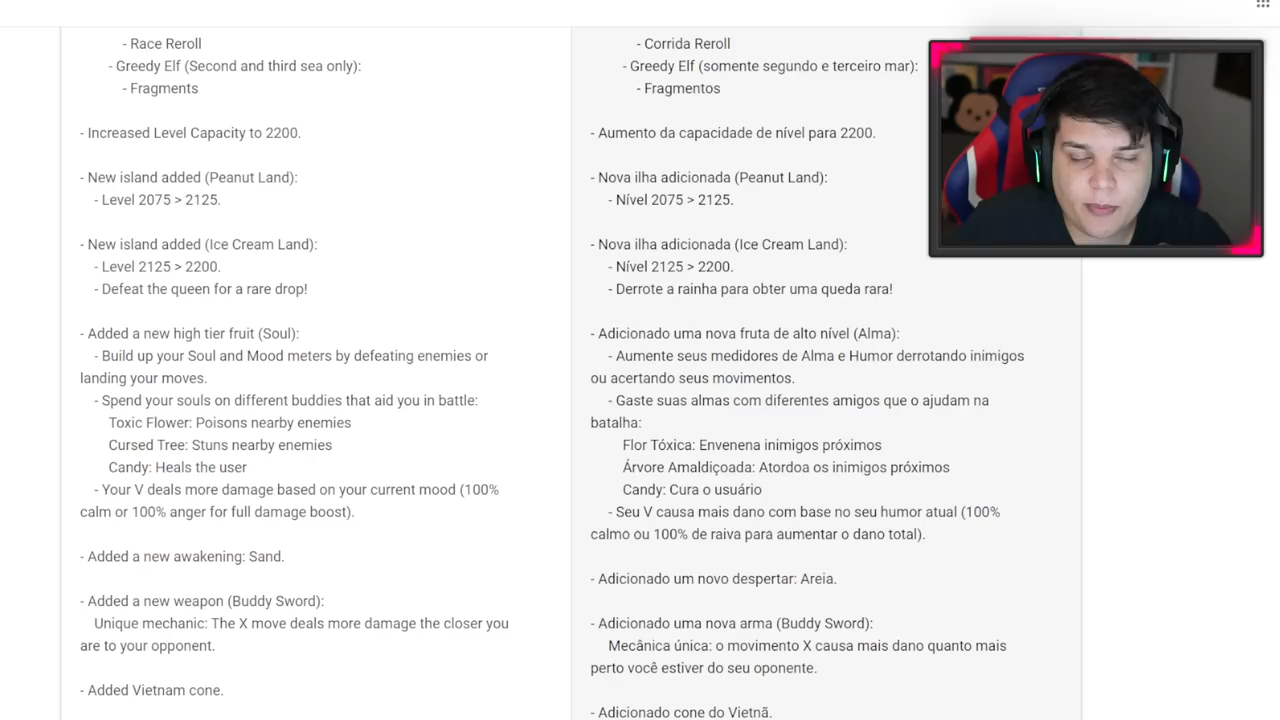 - Race Reroll
- Greedy Elf (Second and third sea only):
- Fragments
- Increased Level Capacity to 2200.
- New island added (Peanut Land):
- Level 2075 > 2125.
- New island added (Ice Cream Land):
- Level 2125 > 2200.
- Defeat the queen for a rare drop!
- Added a new high tier fruit (Soul):
- Build up your Soul and Mood meters by defeating enemies or
landing your moves.
- Spend your souls on different buddies that aid you in battle:
Toxic Flower: Poisons nearby enemies
Cursed Tree: Stuns nearby enemies
Candy: Heals the user
- Your V deals more damage based on your current mood (100%
calm or 100% anger for full damage boost).
- Added a new awakening: Sand.
- Added a new weapon (Buddy Sword):
Unique mechanic: The X move deals more damage the closer you
are to your opponent.
- Added Vietnam cone.
- Corrida Reroll
- Greedy Elf (somente segundo e terceiro mar):
- Fragmentos
- Aumento da capacidade de nível para 2200.
- Nova ilha adicionada (Peanut Land):
- Nível 2075 > 2125.
- Nova ilha adicionada (Ice Cream Land):
- Nível 2125 > 2200.
- Derrote a rainha para obter uma queda rara!
- Adicionado uma nova fruta de alto nível (Alma):
- Aumente seus medidores de Alma e Humor derrotando inimigos
ou acertando seus movimentos.
- Gaste suas almas com diferentes amigos que o ajudam na
batalha:
Flor Tóxica: Envenena inimigos próximos
Árvore Amaldiçoada: Atordoa os inimigos próximos
Candy: Cura o usuário
- Seu V causa mais dano com base no seu humor atual (100%
calmo ou 100% de raiva para aumentar o dano total).
- Adicionado um novo despertar: Areia.
- Adicionado uma nova arma (Buddy Sword):
Mecânica única: o movimento X causa mais dano quanto mais
perto você estiver do seu oponente.
- Adicionado cone do Vietnã.